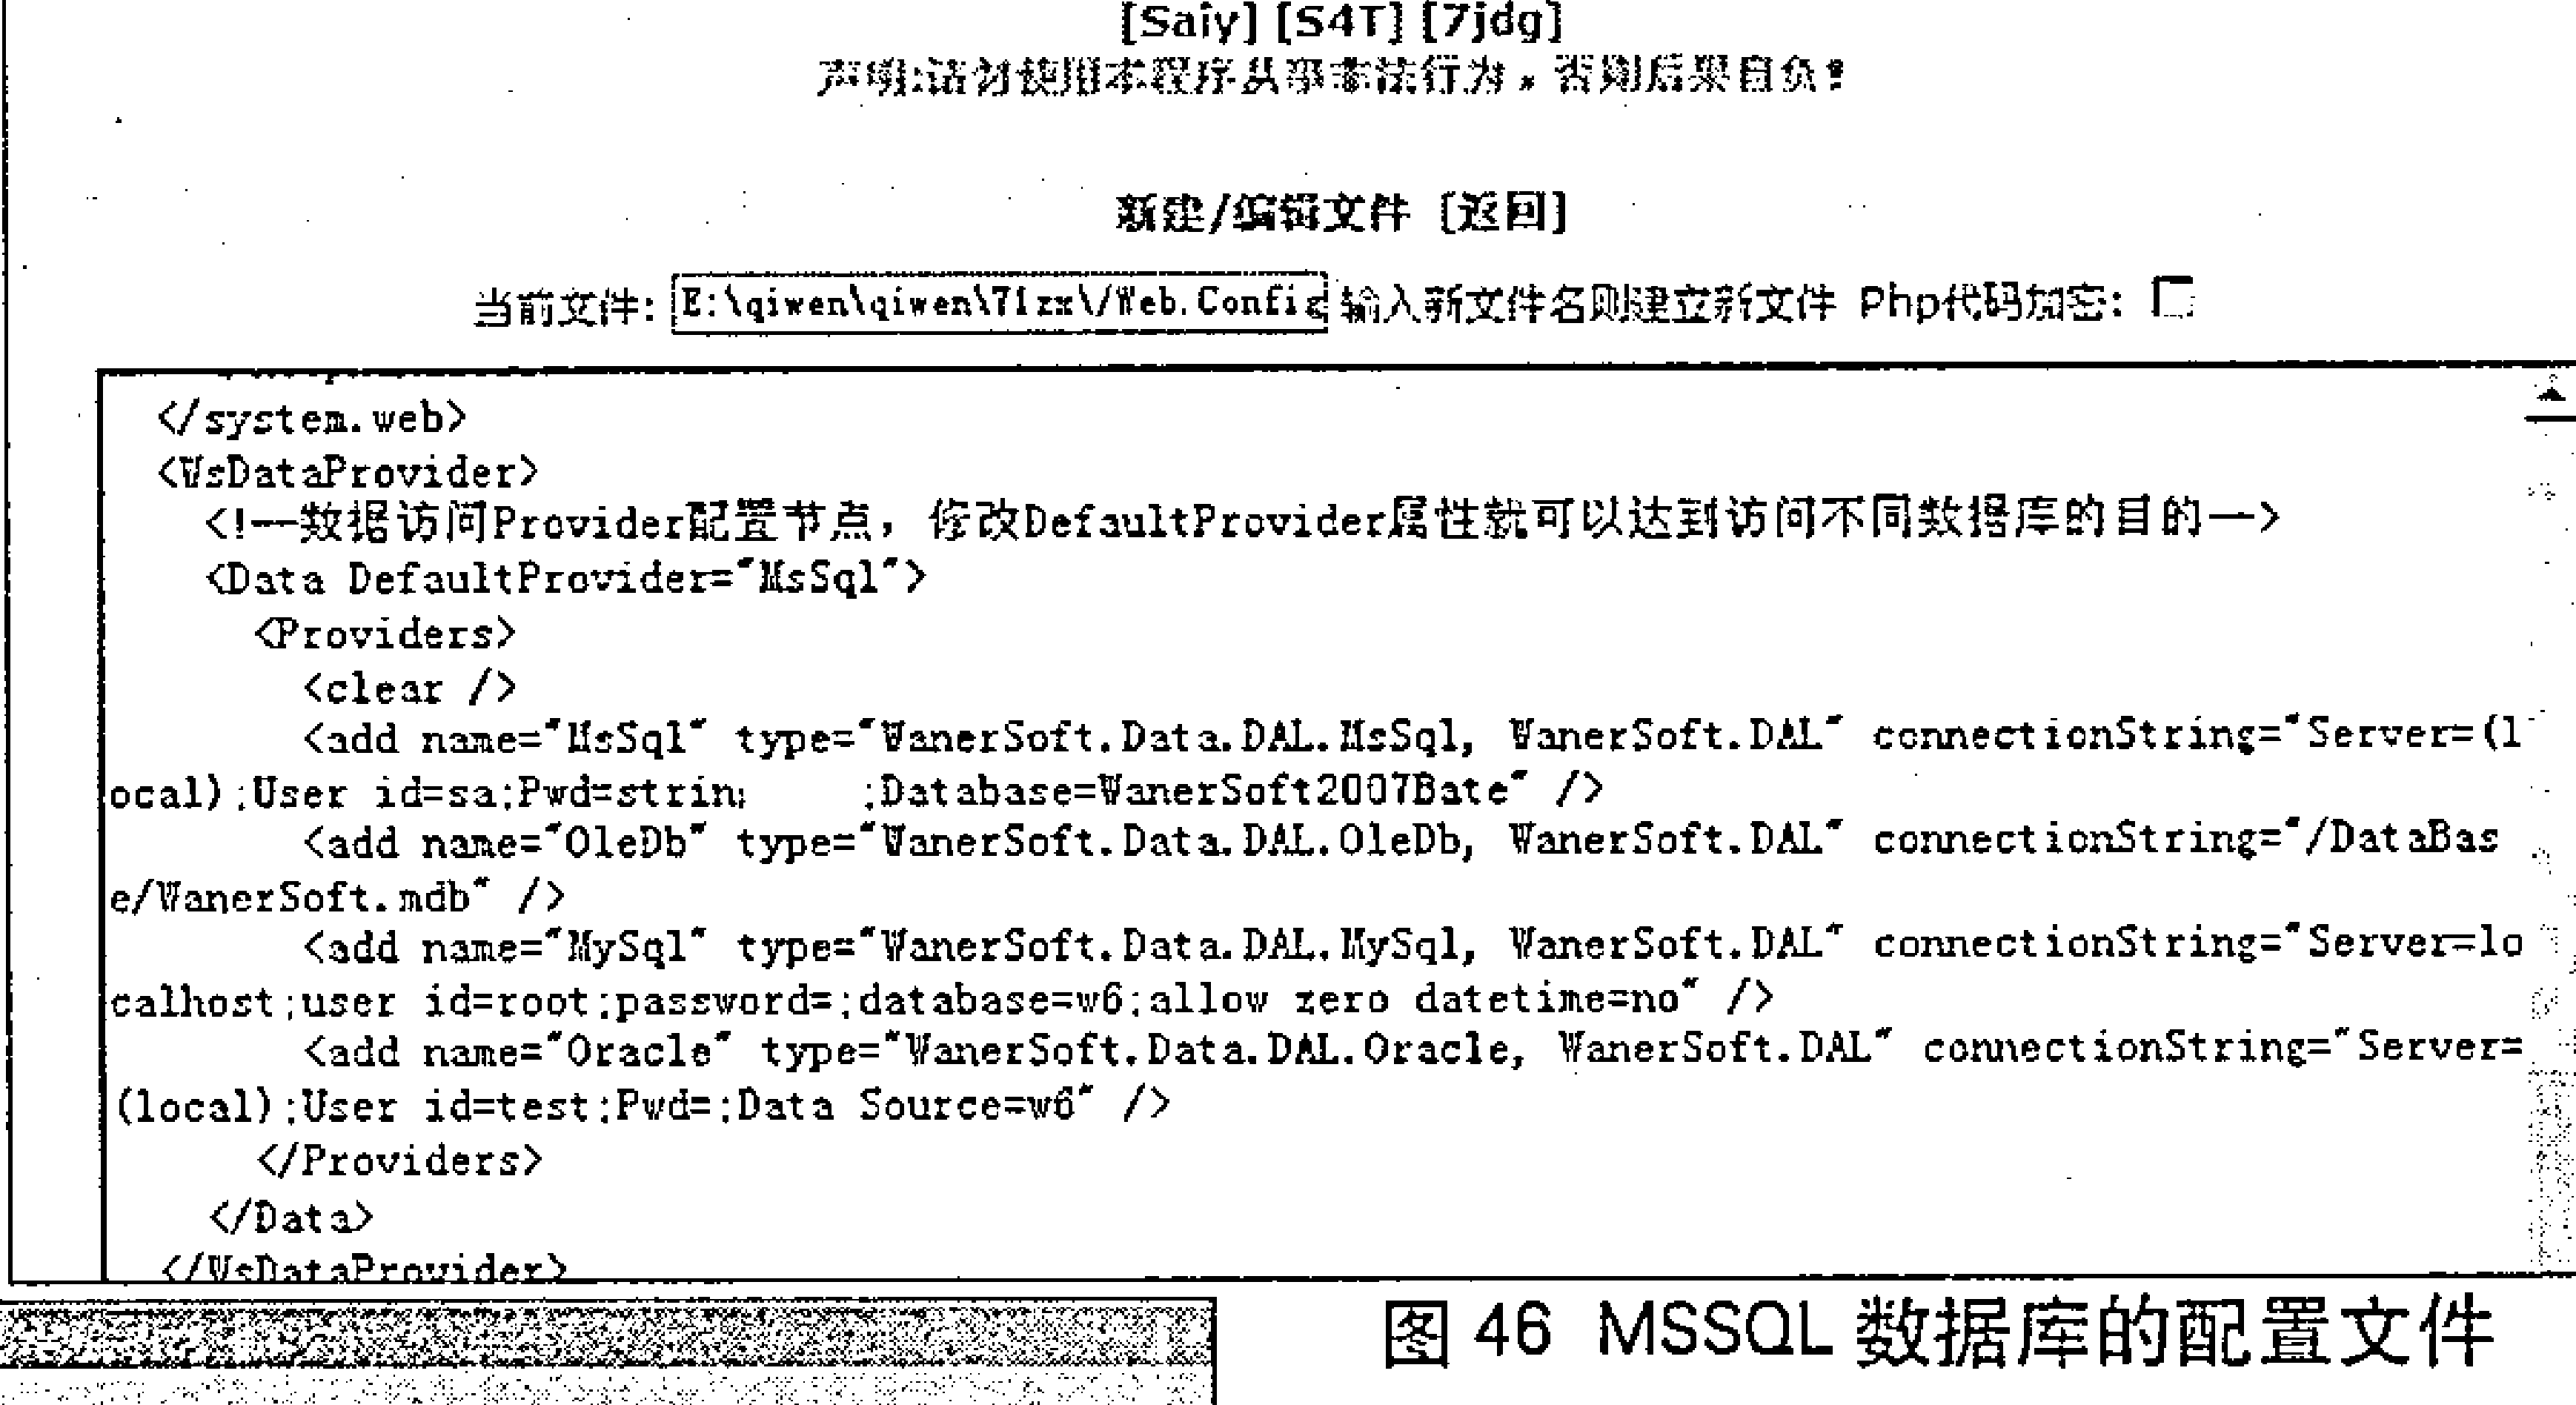 [Saiy] [S4T] [7jdg]
声明:请勿使用本程序从事非法行为，否则后果自负!
新建/编辑文件 [返回]
当前文件: E:\qiwen\qiwen\71zx\/Web.Config 输入新文件名则建立新文件 Php代码加密:
</system.web>
<WsDataProvider>
<!--数据访问Provider配置节点，修改DefaultProvider属性就可以达到访问不同数据库的目的-->
<Data DefaultProvider="MsSql">
<Providers>
<clear />
<add name="MsSql" type="WanerSoft.Data.DAL.MsSql, WanerSoft.DAL" connectionString="Server=(l
ocal);User id=sa;Pwd=strin ;Database=WanerSoft2007Bate" />
<add name="OleDb" type="WanerSoft.Data.DAL.OleDb, WanerSoft.DAL" connectionString="/DataBas
e/WanerSoft.mdb" />
<add name="MySql" type="WanerSoft.Data.DAL.MySql, WanerSoft.DAL" connectionString="Server=lo
calhost;user id=root;password=;database=w6;allow zero datetime=no" />
<add name="Oracle" type="WanerSoft.Data.DAL.Oracle, WanerSoft.DAL" connectionString="Server=
(local);User id=test;Pwd=;Data Source=w6" />
</Providers>
</Data>
</WsDataProvider>
图 46 MSSQL 数据库的配置文件